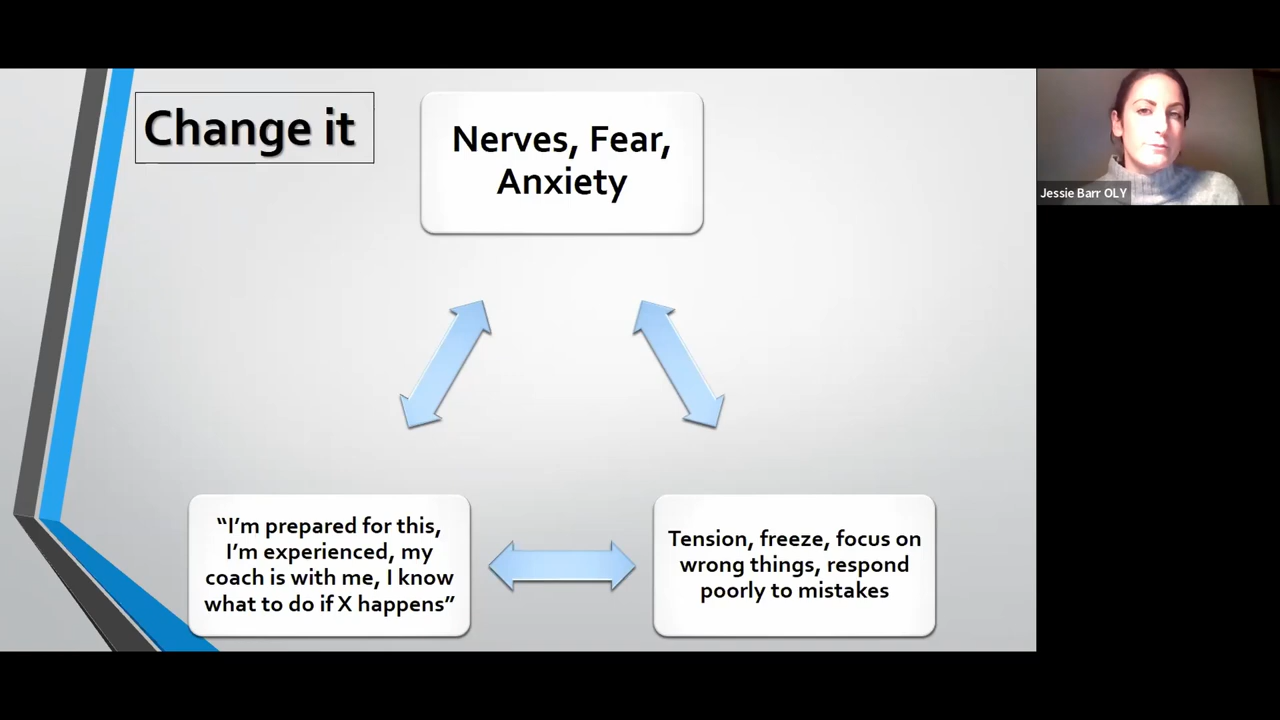 Change it
Nerves, Fear,
Anxiety
Jessie Barr OLY
“I’m prepared for this,
I’m experienced, my
coach is with me, I know
what to do if X happens”
Tension, freeze, focus on
wrong things, respond
poorly to mistakes